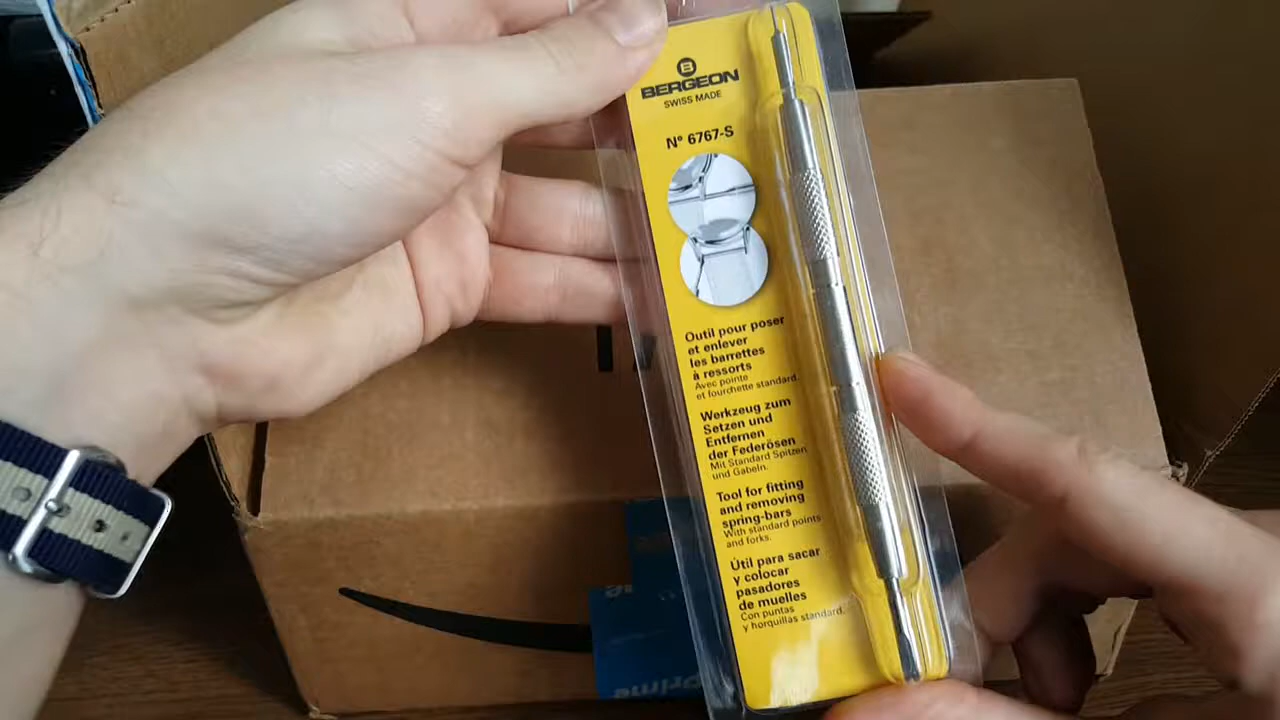 B
BERGEON
SWISS MADE
N° 6767-S
Outil pour poser
et enlever
les barrettes
à ressorts
Avec pointe
et fourchette standard.
Werkzeug zum
Setzen und
Entfernen
der Federösen
Mit Standard Spitzen
und Gabeln.
Tool for fitting
and removing
spring-bars
With standard points
and forks.
Útil para sacar
y colocar
pasadores
de muelles
Con puntas
y horquillas standard.
Prime